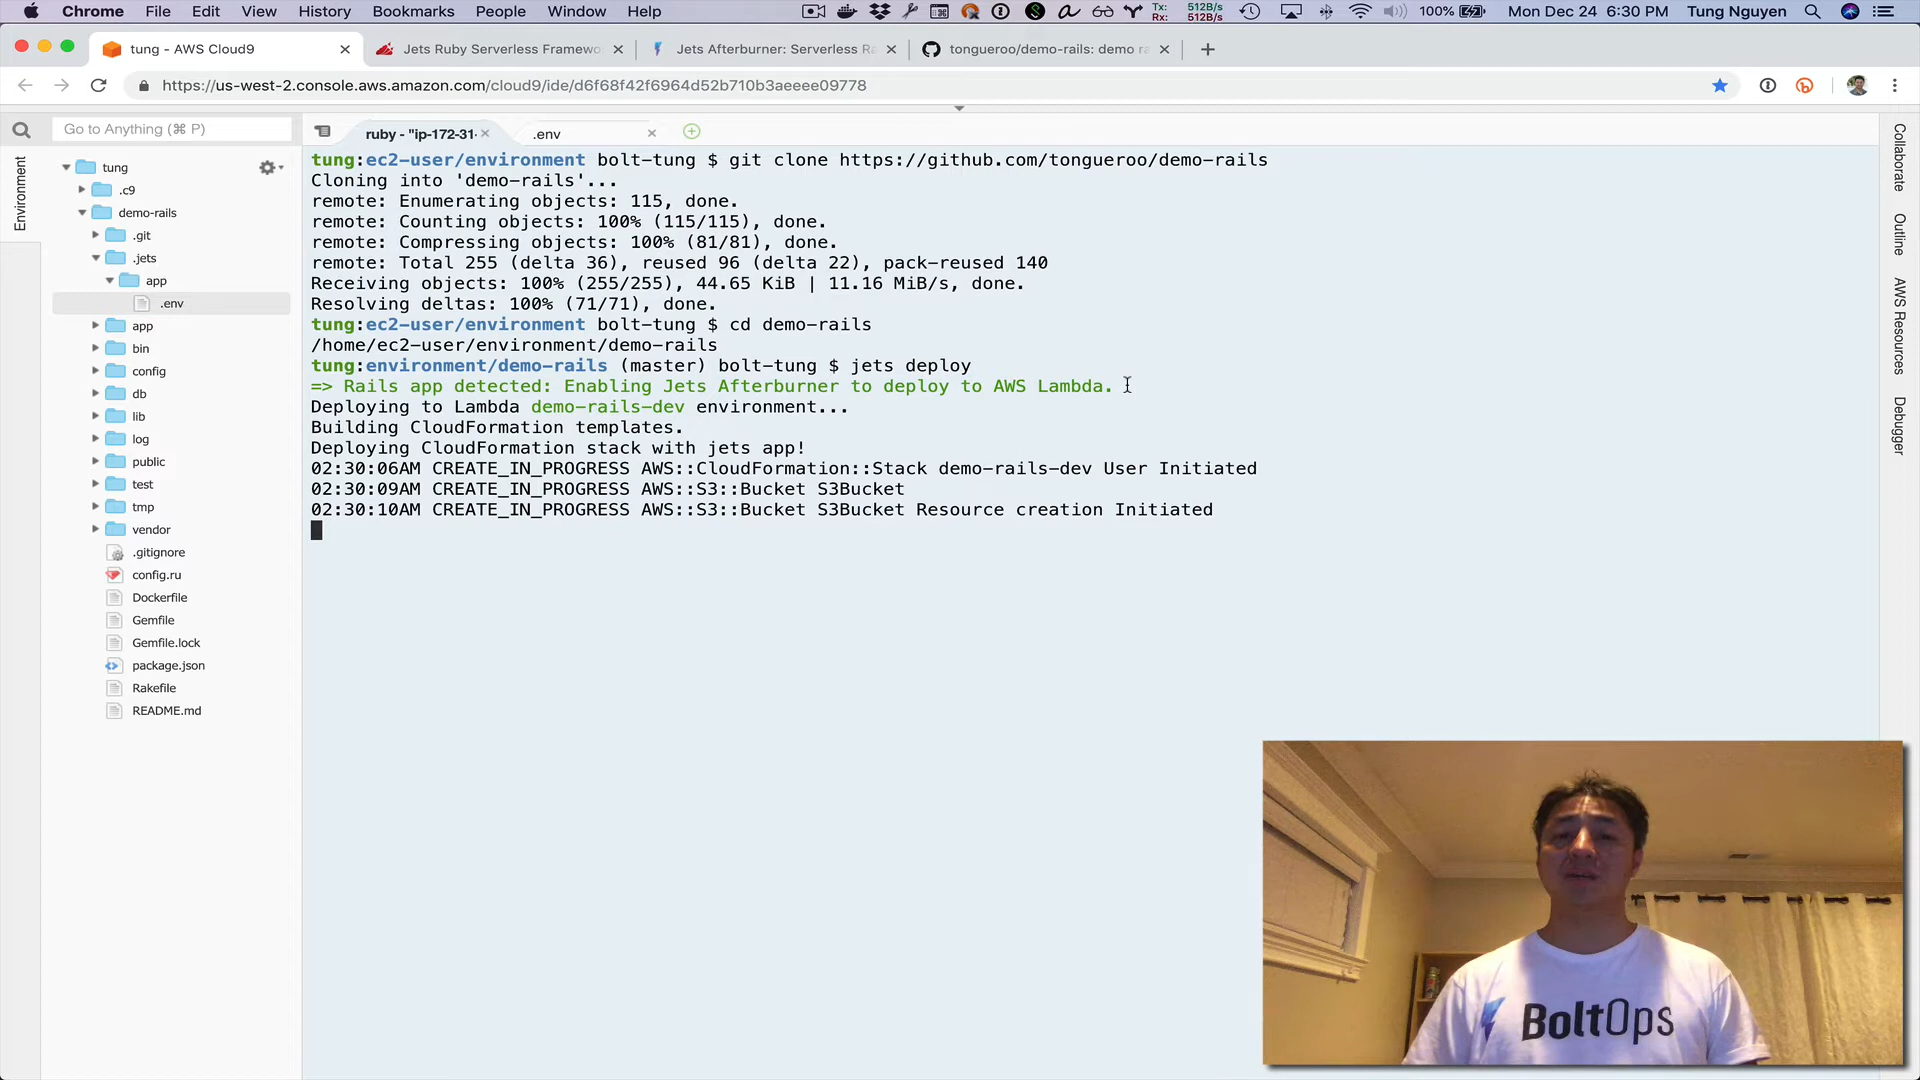 Chrome File Edit View History Bookmarks People Window Help Tx: 512B/s Rx: 512B/s 100% Mon Dec 24 6:30 PM Tung Nguyen
tung - AWS Cloud9 Jets Ruby Serverless Framewo Jets Afterburner: Serverless Ra tongueroo/demo-rails: demo ra
https://us-west-2.console.aws.amazon.com/cloud9/ide/d6f68f42f6964d52b710b3aeeee09778
Go to Anything (⌘ P)
ruby - "ip-172-31- .env
Environment
tung
.c9
demo-rails
.git
.jets
app
.env
app
bin
config
db
lib
log
public
test
tmp
vendor
.gitignore
config.ru
Dockerfile
Gemfile
Gemfile.lock
package.json
Rakefile
README.md
tung:ec2-user/environment bolt-tung $ git clone https://github.com/tongueroo/demo-rails
Cloning into 'demo-rails'...
remote: Enumerating objects: 115, done.
remote: Counting objects: 100% (115/115), done.
remote: Compressing objects: 100% (81/81), done.
remote: Total 255 (delta 36), reused 96 (delta 22), pack-reused 140
Receiving objects: 100% (255/255), 44.65 KiB | 11.16 MiB/s, done.
Resolving deltas: 100% (71/71), done.
tung:ec2-user/environment bolt-tung $ cd demo-rails
/home/ec2-user/environment/demo-rails
tung:environment/demo-rails (master) bolt-tung $ jets deploy
=> Rails app detected: Enabling Jets Afterburner to deploy to AWS Lambda.
Deploying to Lambda demo-rails-dev environment...
Building CloudFormation templates.
Deploying CloudFormation stack with jets app!
02:30:06AM CREATE_IN_PROGRESS AWS::CloudFormation::Stack demo-rails-dev User Initiated
02:30:09AM CREATE_IN_PROGRESS AWS::S3::Bucket S3Bucket
02:30:10AM CREATE_IN_PROGRESS AWS::S3::Bucket S3Bucket Resource creation Initiated
Collaborate
Outline
AWS Resources
Debugger
BoltOps